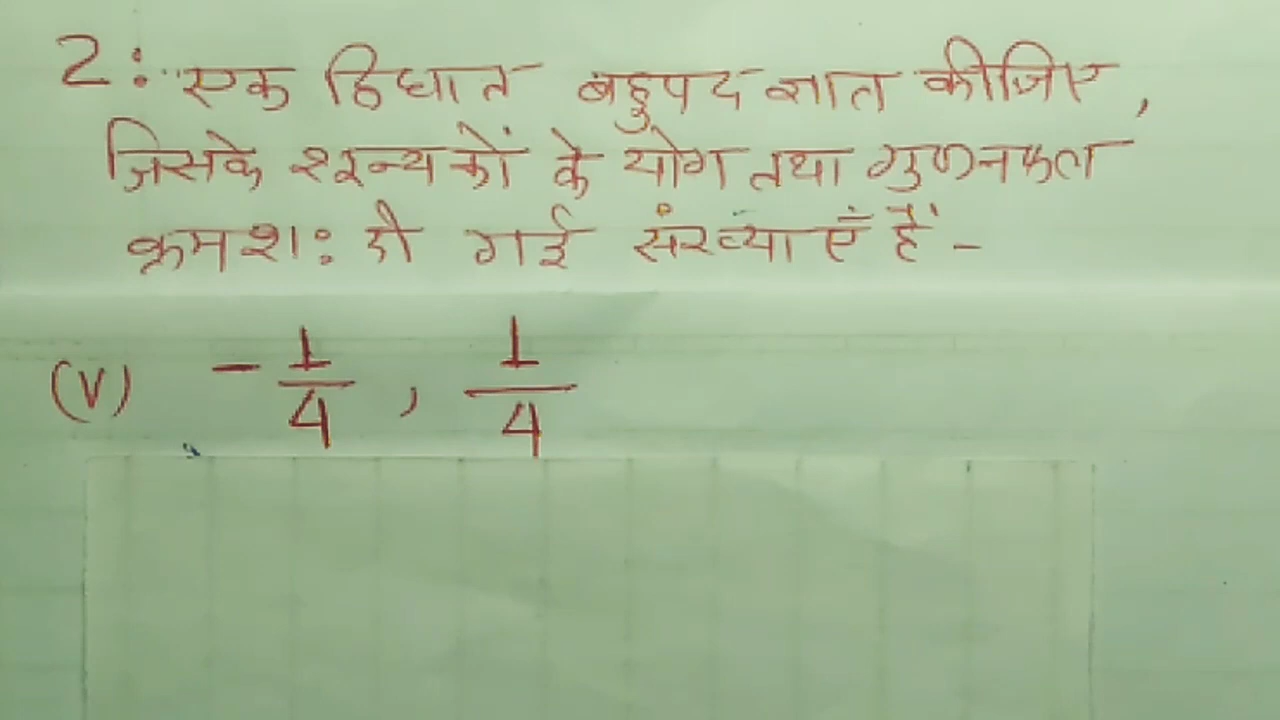 2: एक द्विघात बहुपद ज्ञात कीजिए,
जिसके शून्यकों के योग तथा गुणनफल
क्रमशः दी गई संख्याएँ हैं -
(v) -1/4 , 1/4